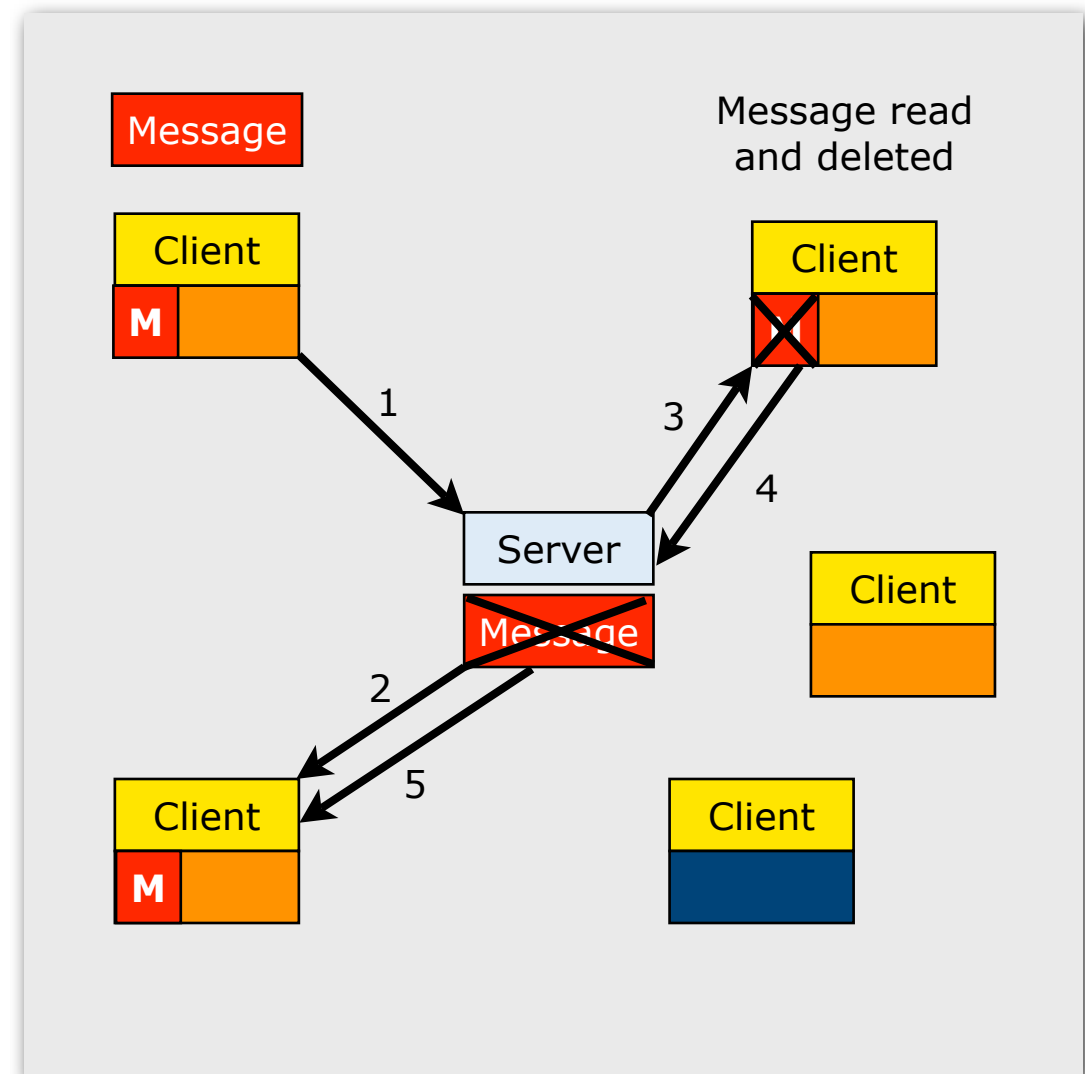 Message
Message read
and deleted
Client
M
Client
1
3
4
Server
Message
Client
2
5
Client
M
Client